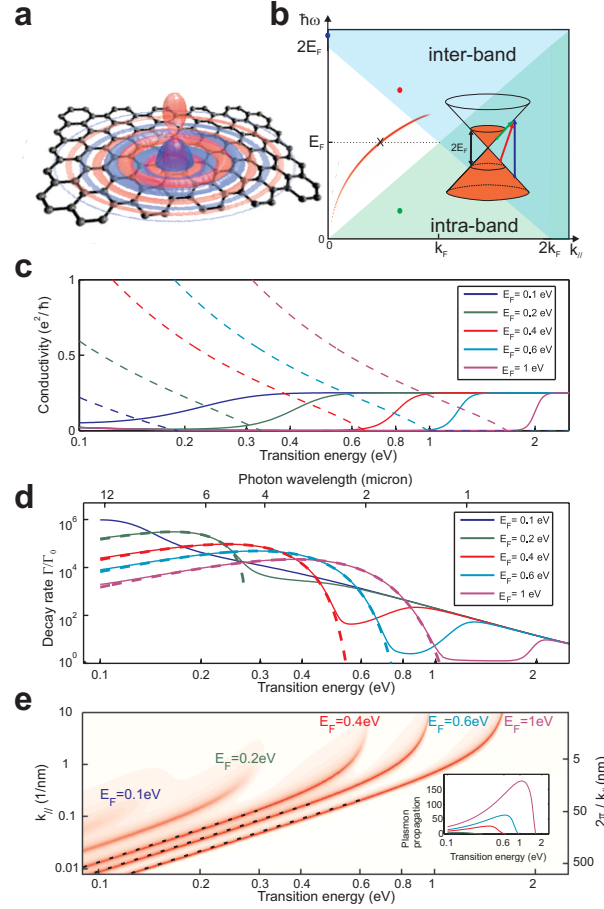 a
b
ħω
2E_F
inter-band
E_F
2E_F
intra-band
0
0
k_F
2k_F
k_//
c
Conductivity (e²/ħ)
1
0.5
0
E_F= 0.1 eV
E_F= 0.2 eV
E_F= 0.4 eV
E_F= 0.6 eV
E_F= 1 eV
0.1 0.2 0.4 0.6 0.8 1 2
Transition energy (eV)
Photon wavelength (micron)
12 6 4 2 1
d
Decay rate Γ/Γ₀
10⁶
10⁴
10²
10⁰
E_F= 0.1 eV
E_F= 0.2 eV
E_F= 0.4 eV
E_F= 0.6 eV
E_F= 1 eV
0.1 0.2 0.3 0.4 0.6 0.8 1 2
Transition energy (eV)
e
k_// (1/nm)
10
1
0.1
0.01
E_F=0.1eV
E_F=0.2eV
E_F=0.4eV
E_F=0.6eV
E_F=1eV
5
50
500
Plasmon
propagation
150
100
50
0
0.1 0.6 1 2
Transition energy (eV)
0.1 0.2 0.3 0.4 0.6 0.8 1 2
Transition energy (eV)